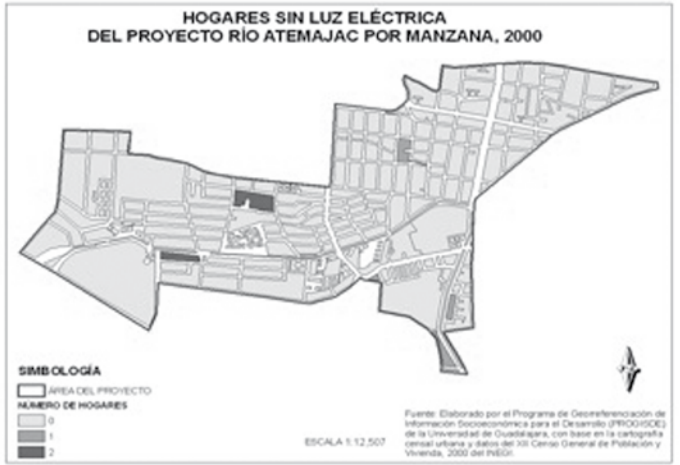 HOGARES SIN LUZ ELÉCTRICA
DEL PROYECTO RÍO ATEMAJAC POR MANZANA, 2000
SIMBOLOGÍA
ÁREA DEL PROYECTO
NUMERO DE HOGARES
0
1
2
ESCALA 1:12,507
Fuente: Elaborado por el Programa de Georreferenciación de
Información Socioeconómica para el Desarrollo (PROGISDE)
de la Universidad de Guadalajara, con base en la cartografía
censal urbana y datos del XII Censo General de Población y
Vivienda, 2000 del INEGI.